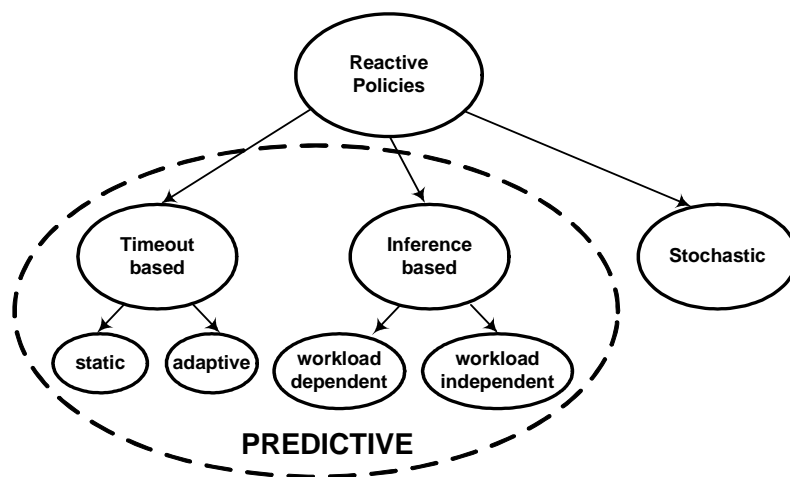 Reactive
Policies
Timeout
based
Inference
based
Stochastic
static
adaptive
workload
dependent
workload
independent
PREDICTIVE